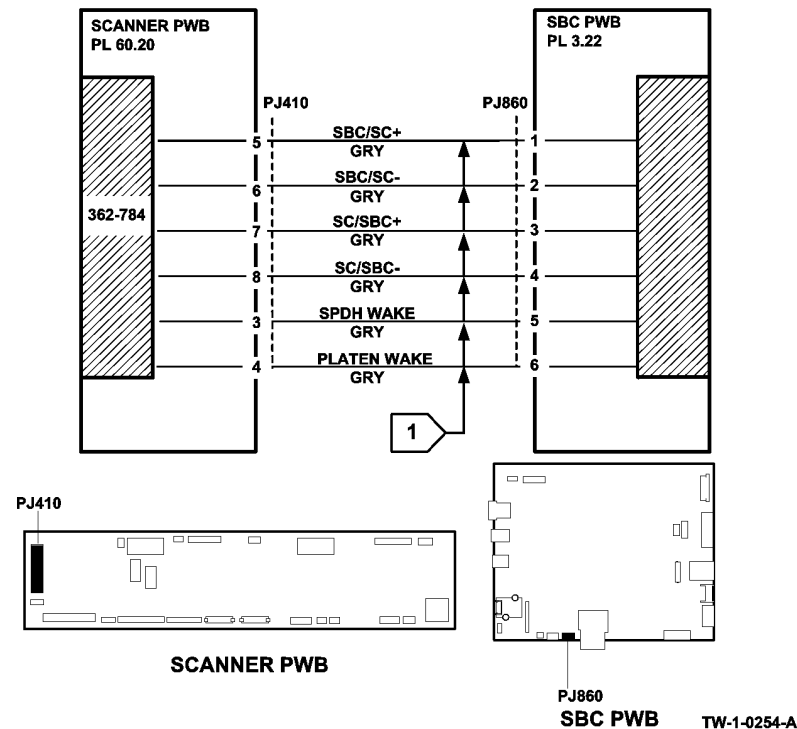 SCANNER PWB
PL 60.20
SBC PWB
PL 3.22
PJ410
PJ860
5 SBC/SC+ 1
GRY
6 SBC/SC- 2
GRY
362-784
7 SC/SBC+ 3
GRY
8 SC/SBC- 4
GRY
3 SPDH WAKE 5
GRY
4 PLATEN WAKE 6
GRY
1
PJ410
SCANNER PWB
PJ860
SBC PWB
TW-1-0254-A